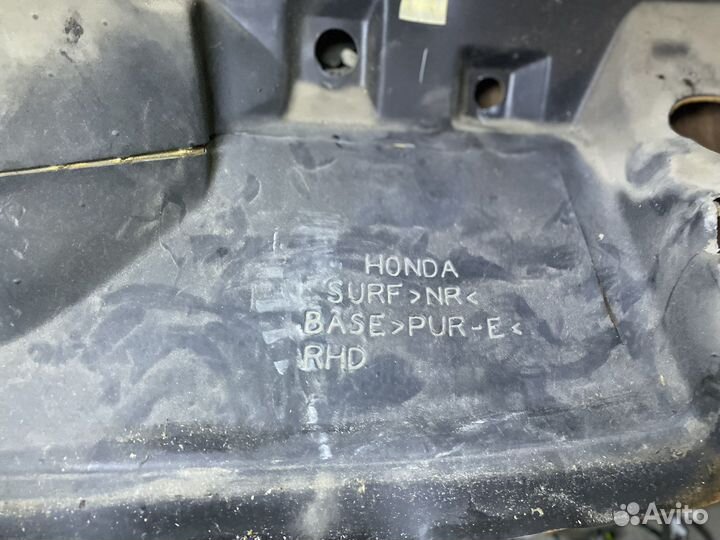 HONDA
SURF>NR<
BASE>PUR-E<
RHD
Avito